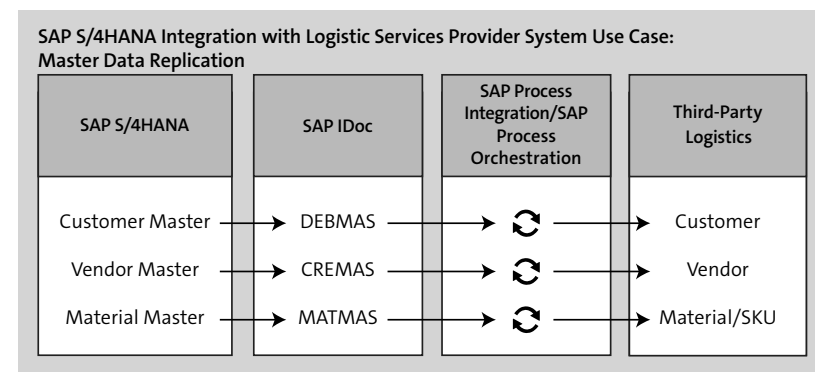 SAP S/4HANA Integration with Logistic Services Provider System Use Case:
Master Data Replication
SAP S/4HANA
SAP IDoc
SAP Process
Integration/SAP
Process
Orchestration
Third-Party
Logistics
Customer Master
DEBMAS
Customer
Vendor Master
CREMAS
Vendor
Material Master
MATMAS
Material/SKU